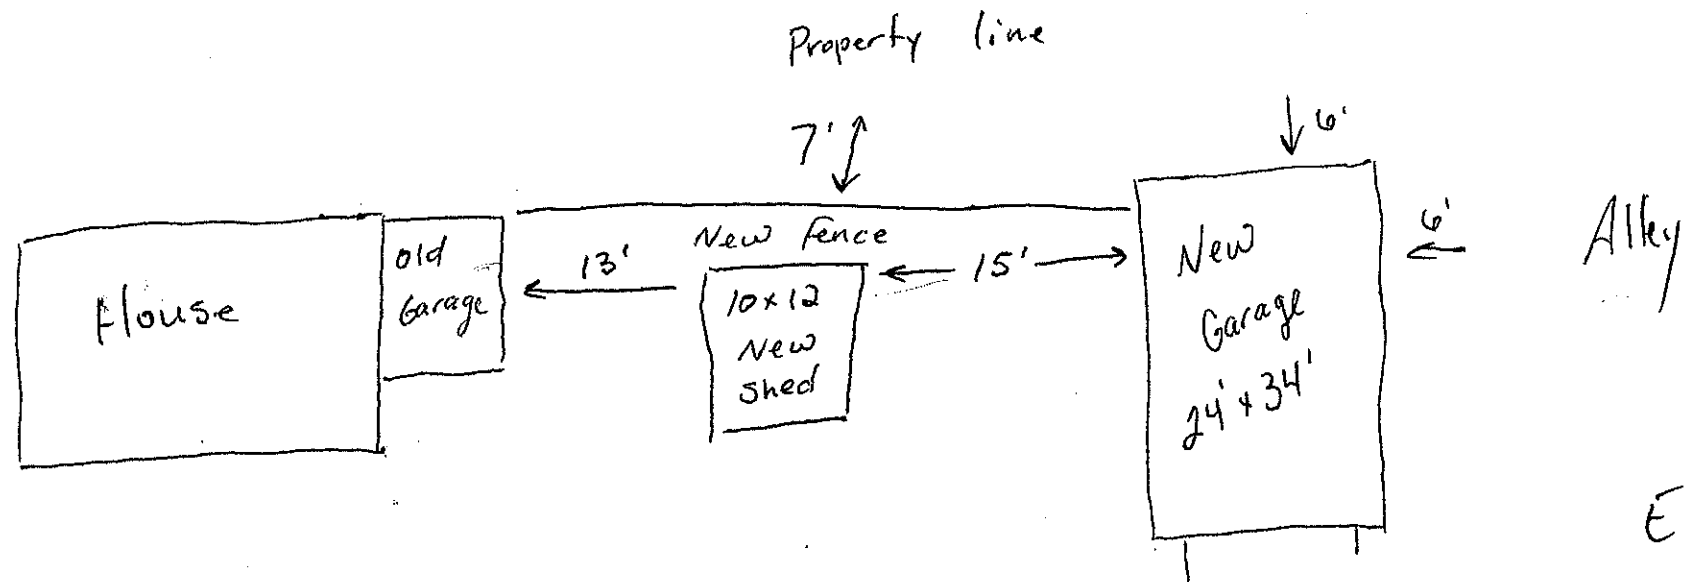 Property line
7'
6'
Old
Garage
House
New fence
13'
15'
10x12
New
shed
New
Garage
24'x34'
6'
Alley
E